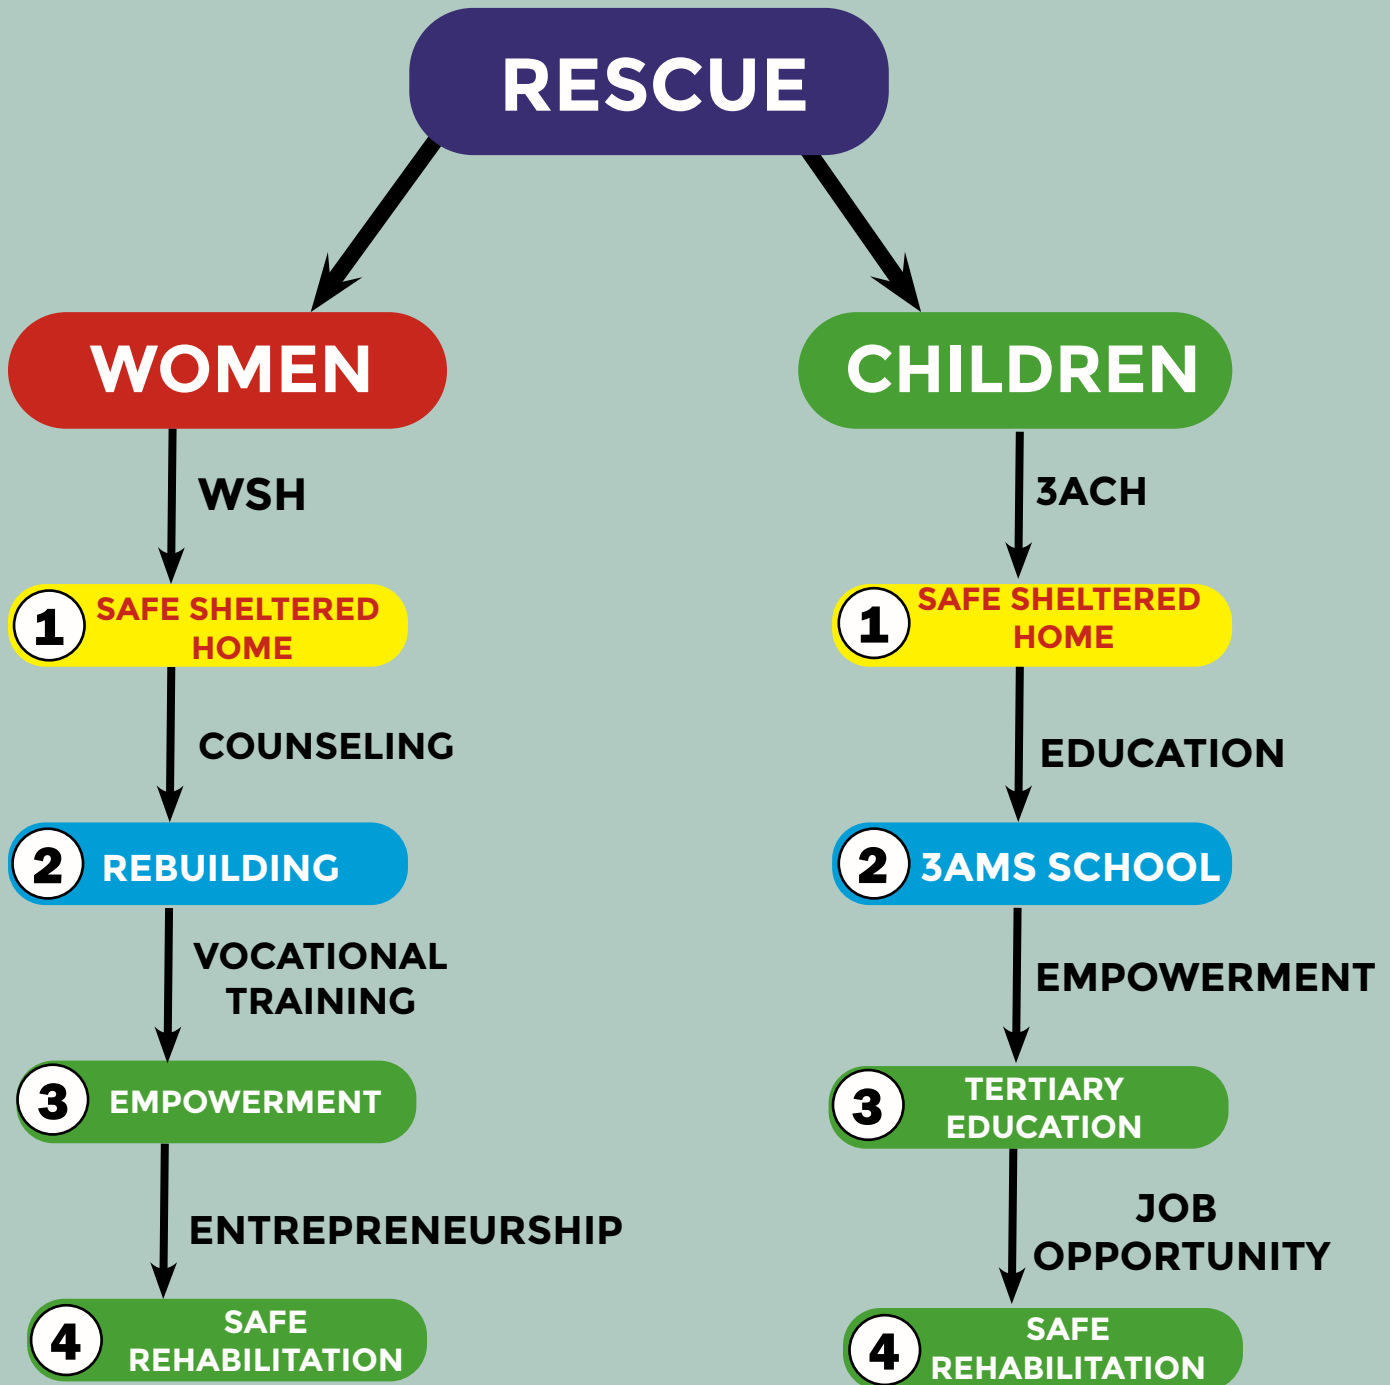 RESCUE
WOMEN
CHILDREN
WSH
3ACH
1
SAFE SHELTERED
HOME
1
SAFE SHELTERED
HOME
COUNSELING
EDUCATION
2
REBUILDING
2
3AMS SCHOOL
VOCATIONAL
TRAINING
EMPOWERMENT
3
EMPOWERMENT
3
TERTIARY
EDUCATION
ENTREPRENEURSHIP
JOB
OPPORTUNITY
4
SAFE
REHABILITATION
4
SAFE
REHABILITATION